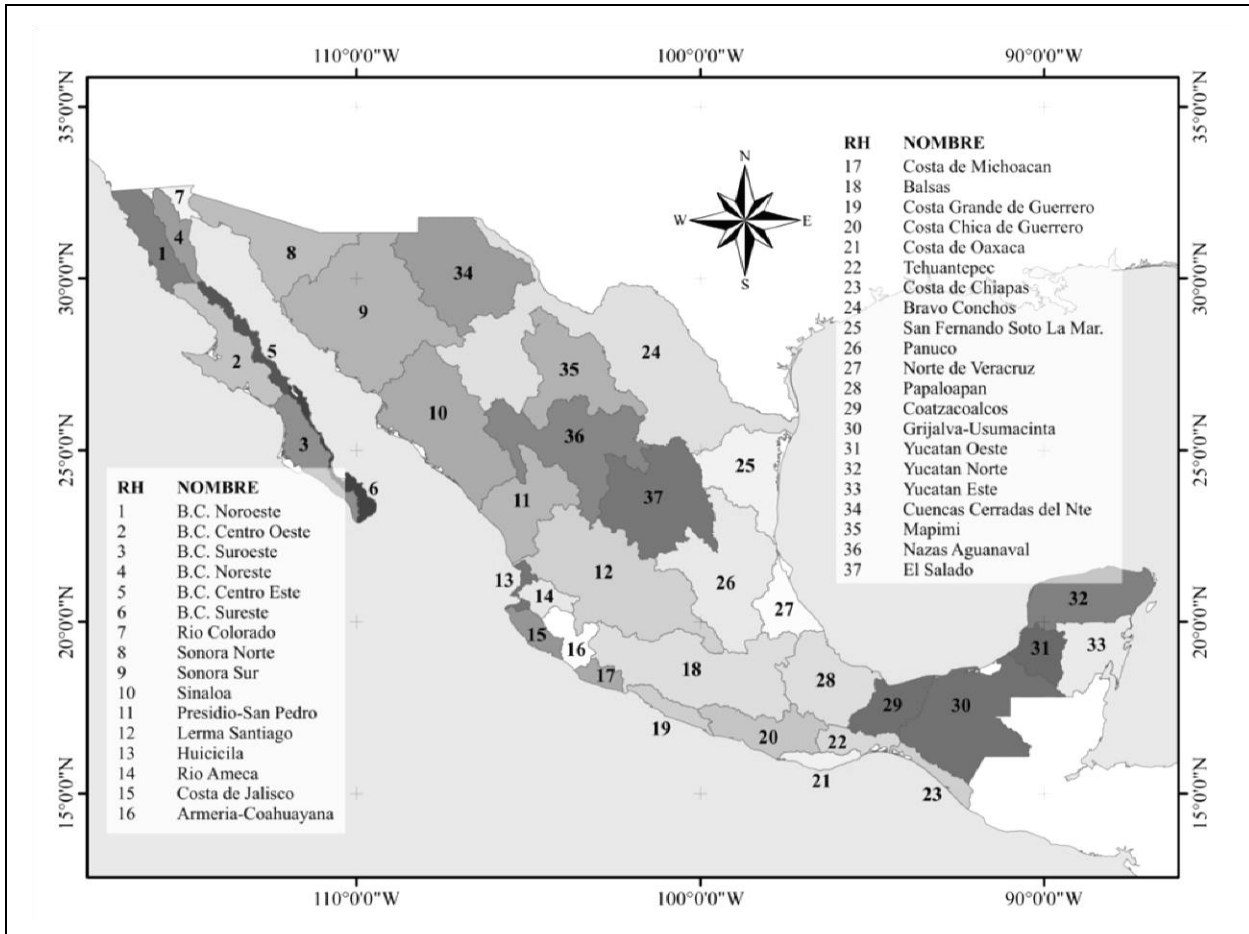 110°0'0"W 100°0'0"W 90°0'0"W
35°0'0"N 35°0'0"N
30°0'0"N 30°0'0"N
25°0'0"N 25°0'0"N
20°0'0"N 20°0'0"N
15°0'0"N 15°0'0"N
N
W E
S
RH NOMBRE
17 Costa de Michoacan
18 Balsas
19 Costa Grande de Guerrero
20 Costa Chica de Guerrero
21 Costa de Oaxaca
22 Tehuantepec
23 Costa de Chiapas
24 Bravo Conchos
25 San Fernando Soto La Mar.
26 Panuco
27 Norte de Veracruz
28 Papaloapan
29 Coatzacoalcos
30 Grijalva-Usumacinta
31 Yucatan Oeste
32 Yucatan Norte
33 Yucatan Este
34 Cuencas Cerradas del Nte
35 Mapimi
36 Nazas Aguanaval
37 El Salado
7
4
1
8
34
9
2
5
24
35
10
36
3
25
6
11
37
12
13
14
26
27
32
15
16
31
33
17
18
28
29
30
19
20
22
21
23
RH NOMBRE
1 B.C. Noroeste
2 B.C. Centro Oeste
3 B.C. Suroeste
4 B.C. Noreste
5 B.C. Centro Este
6 B.C. Sureste
7 Rio Colorado
8 Sonora Norte
9 Sonora Sur
10 Sinaloa
11 Presidio-San Pedro
12 Lerma Santiago
13 Huicicila
14 Rio Ameca
15 Costa de Jalisco
16 Armeria-Coahuayana
110°0'0"W 100°0'0"W 90°0'0"W